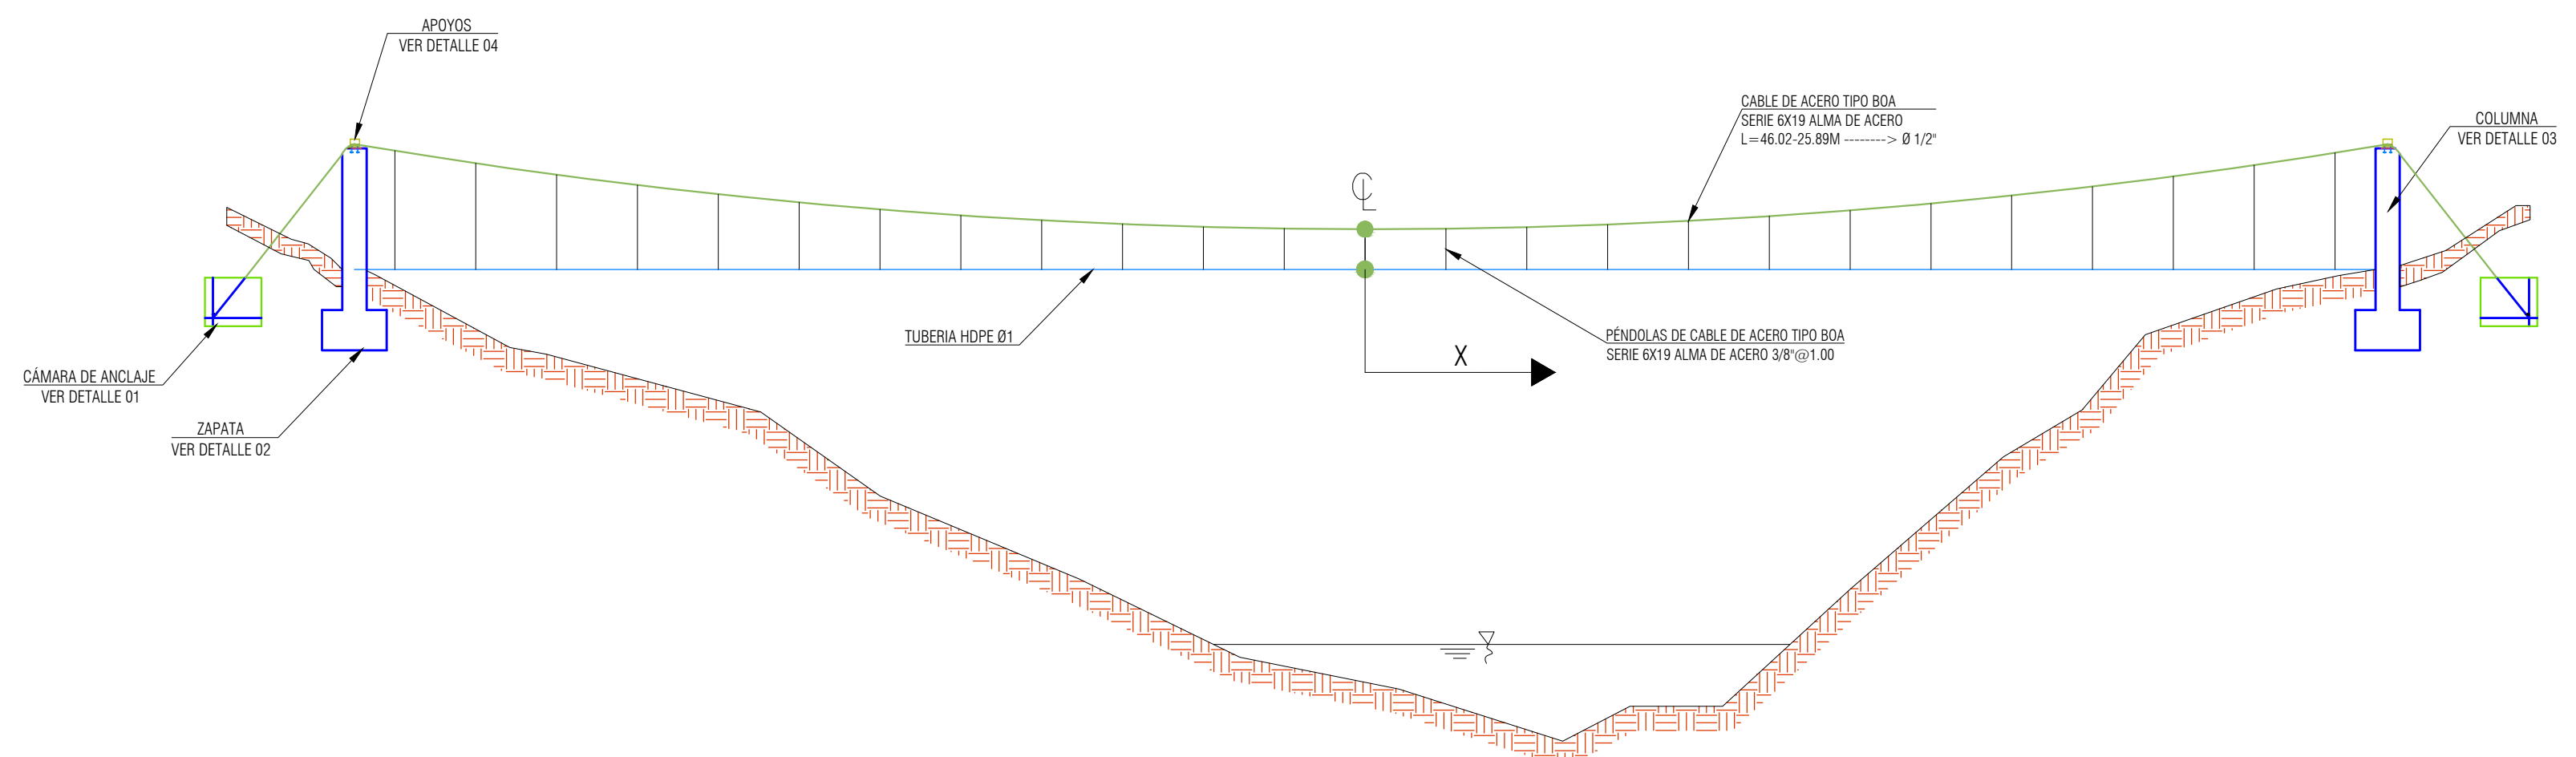 APOYOS
VER DETALLE 04
CABLE DE ACERO TIPO BOA
SERIE 6X19 ALMA DE ACERO
L=46.02-25.89M --------> Ø 1/2"
COLUMNA
VER DETALLE 03
CL
TUBERIA HDPE Ø1
PÉNDOLAS DE CABLE DE ACERO TIPO BOA
SERIE 6X19 ALMA DE ACERO 3/8"@1.00
X
CÁMARA DE ANCLAJE
VER DETALLE 01
ZAPATA
VER DETALLE 02